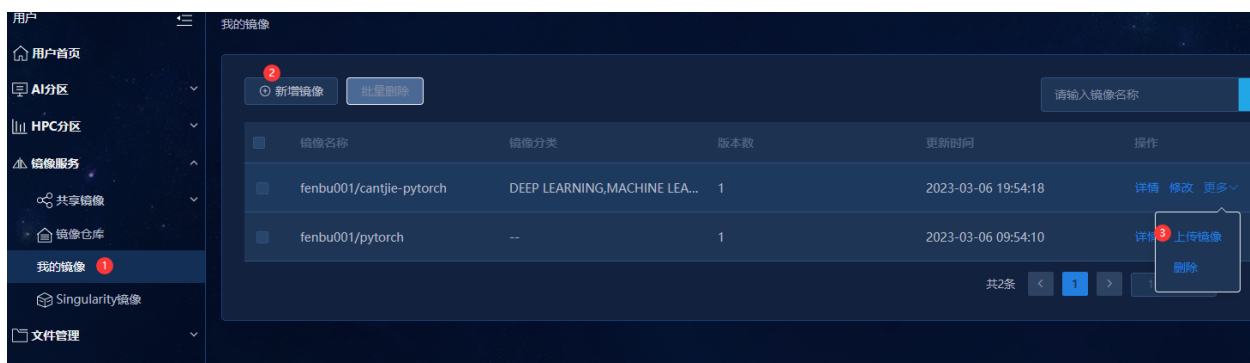 用户
我的镜像
用户首页
2
AI分区
新增镜像 批量删除
请输入镜像名称
HPC分区
镜像名称 镜像分类 版本数 更新时间 操作
镜像服务
fenbu001/cantjie-pytorch DEEP LEARNING,MACHINE LEA... 1 2023-03-06 19:54:18 详情 修改 更多
共享镜像
镜像仓库
fenbu001/pytorch -- 1 2023-03-06 09:54:10 3 上传镜像
我的镜像 1
删除
共2条 < 1 >
Singularity镜像
文件管理